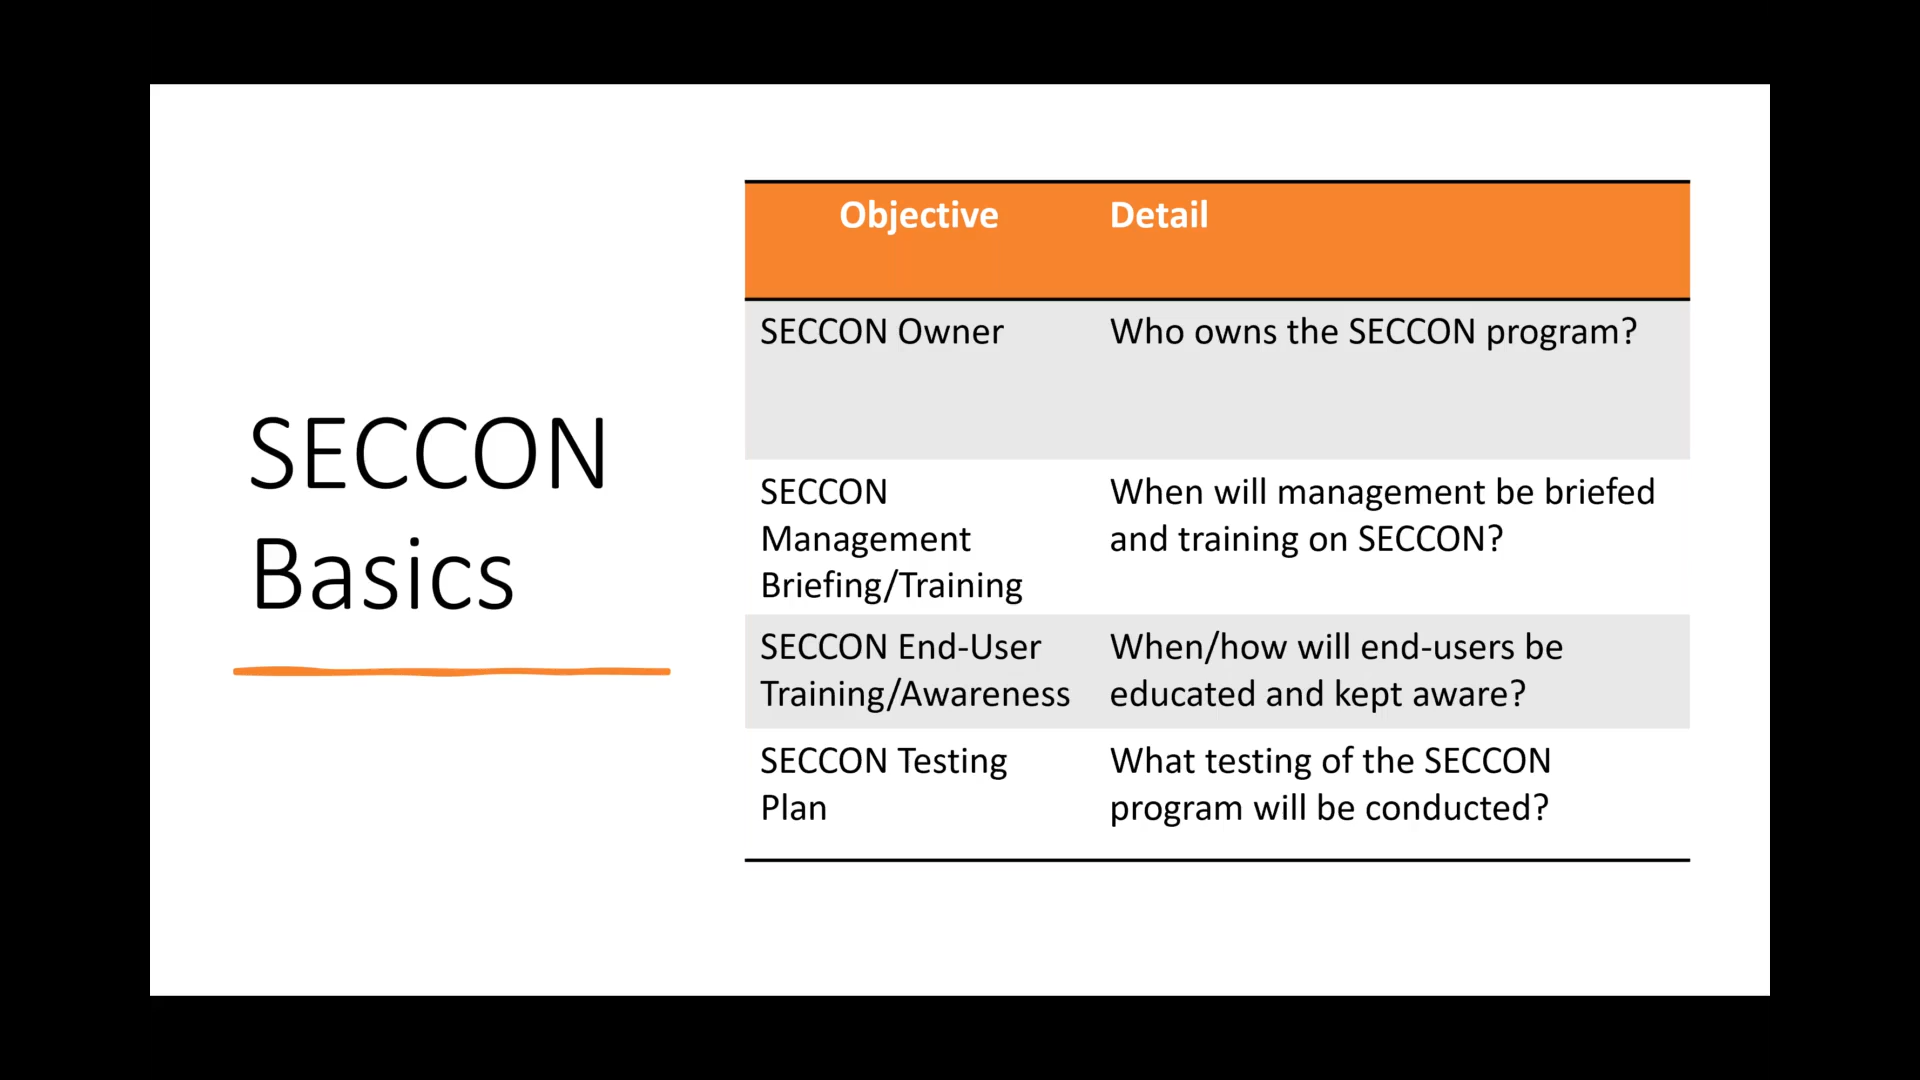 SECCON
Basics
Objective
Detail
SECCON Owner
Who owns the SECCON program?
SECCON
Management
Briefing/Training
When will management be briefed
and training on SECCON?
SECCON End-User
Training/Awareness
When/how will end-users be
educated and kept aware?
SECCON Testing
Plan
What testing of the SECCON
program will be conducted?